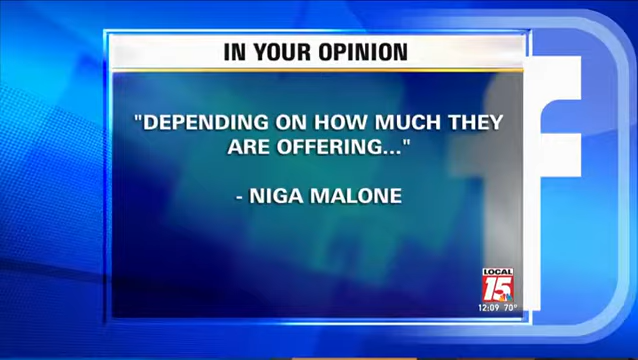 IN YOUR OPINION
"DEPENDING ON HOW MUCH THEY
ARE OFFERING..."
- NIGA MALONE
f
LOCAL
15
12:09 70°